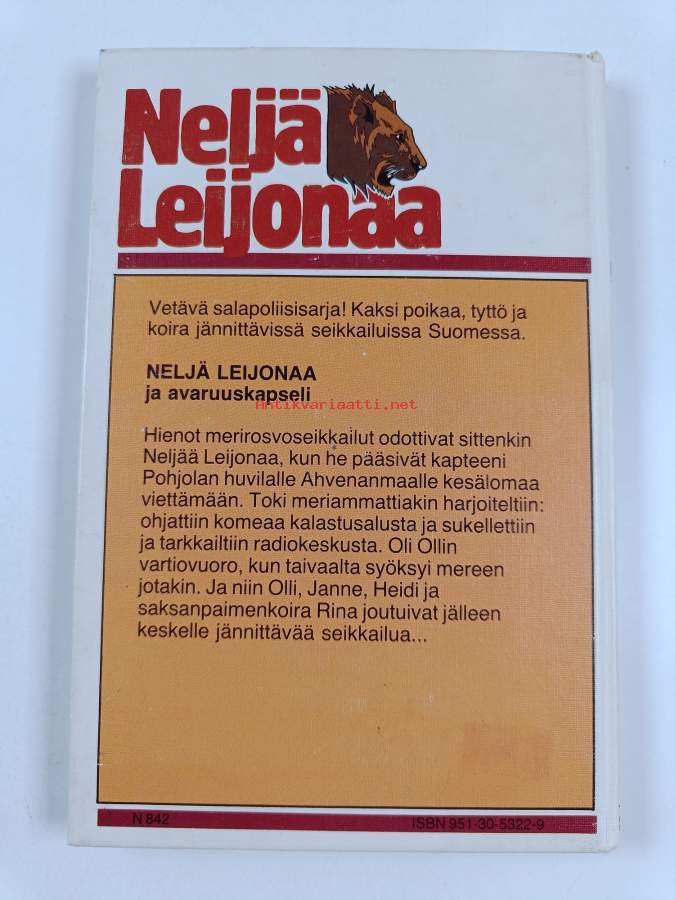 Neljä
Leijonaa
Vetävä salapoliisisarja! Kaksi poikaa, tyttö ja
koira jännittävissä seikkailuissa Suomessa.
NELJÄ LEIJONAA
ja avaruuskapseli
Antikvariaatti.net
Hienot merirosvoseikkailut odottivat sittenkin
Neljää Leijonaa, kun he pääsivät kapteeni
Pohjolan huvilalle Ahvenanmaalle kesälomaa
viettämään. Toki meriammattiakin harjoiteltiin:
ohjattiin komeaa kalastusalusta ja sukellettiin
ja tarkkailtiin radiokeskusta. Oli Ollin
vartiovuoro, kun taivaalta syöksyi mereen
jotakin. Ja niin Olli, Janne, Heidi ja
saksanpaimenkoira Rina joutuivat jälleen
keskelle jännittävää seikkailua...
N 842
ISBN 951-30-5322-9